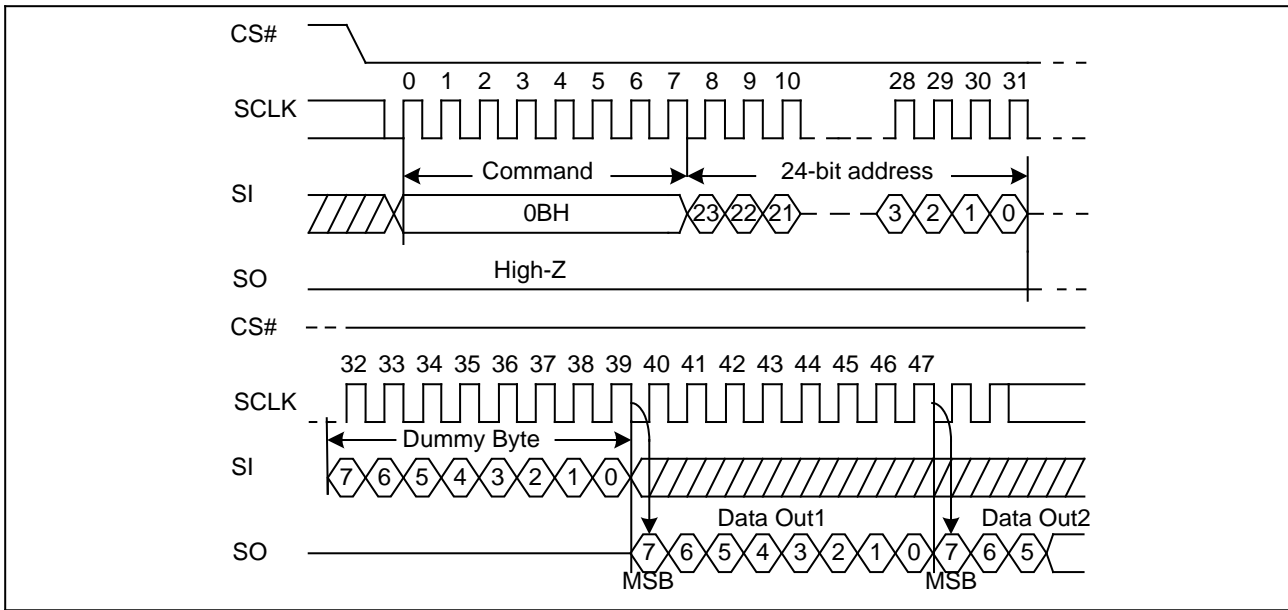 CS#
0 1 2 3 4 5 6 7 8 9 10 28 29 30 31
SCLK
Command 24-bit address
SI
0BH 23 22 21 3 2 1 0
High-Z
SO
CS#
32 33 34 35 36 37 38 39 40 41 42 43 44 45 46 47
SCLK
Dummy Byte
SI
7 6 5 4 3 2 1 0
Data Out1 Data Out2
SO
7 6 5 4 3 2 1 0 7 6 5
MSB MSB